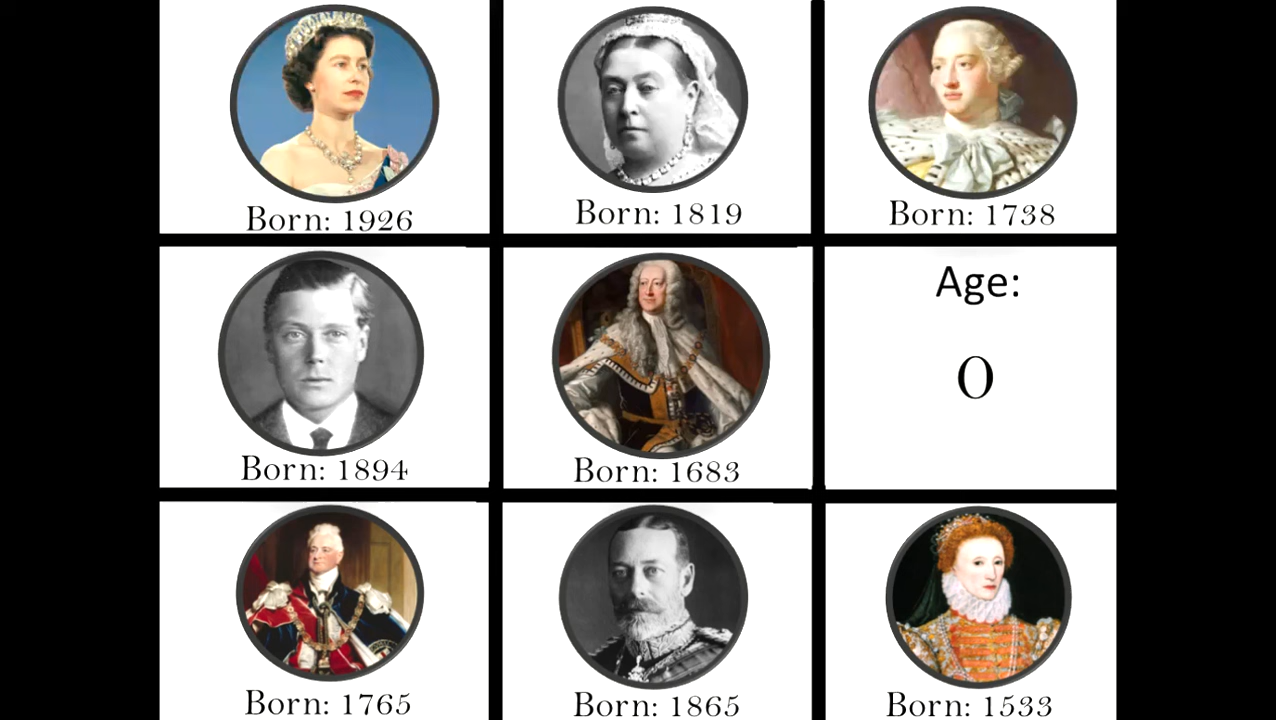 Born: 1926
Born: 1819
Born: 1738
Born: 1894
Born: 1683
Age:
0
Born: 1765
Born: 1865
Born: 1533